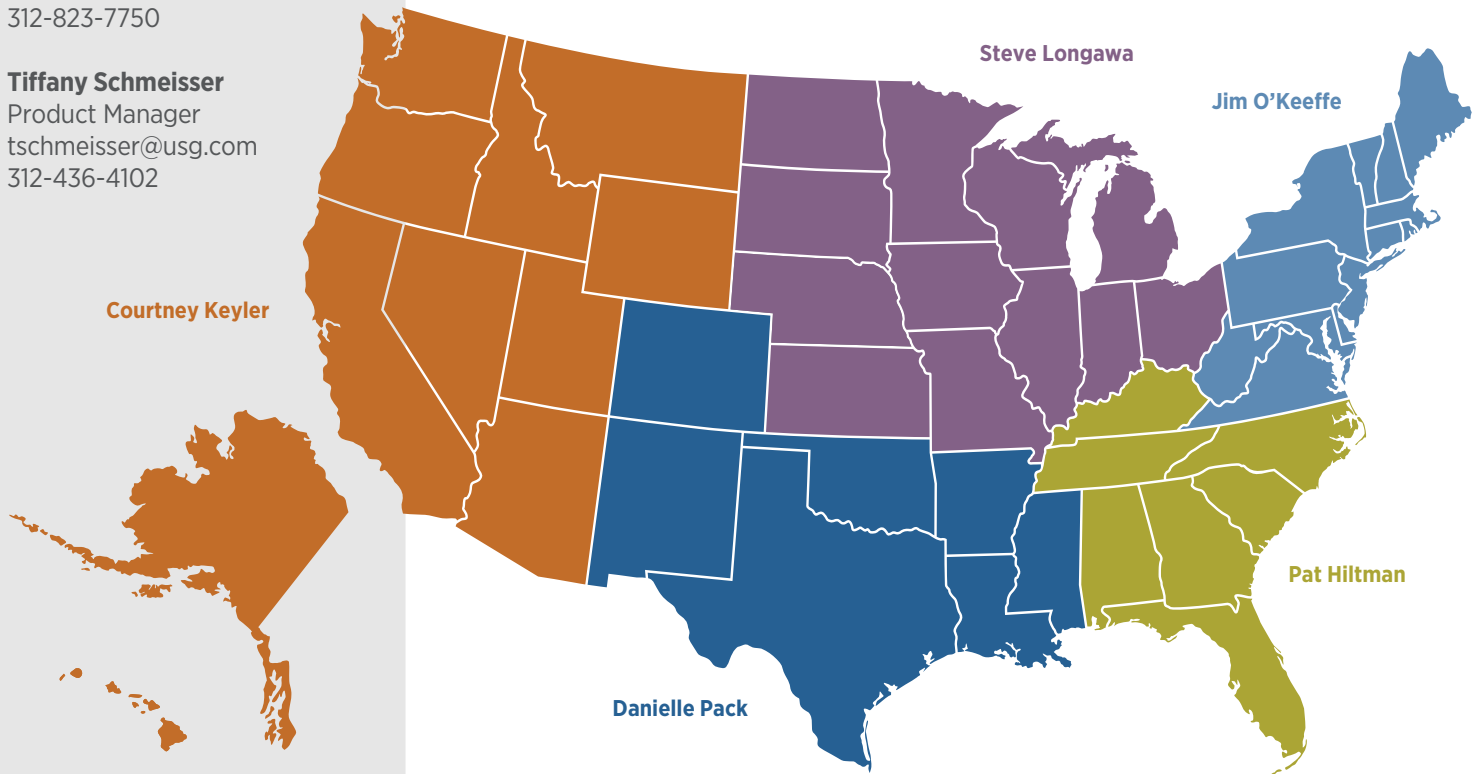 312-823-7750
Tiffany Schmeisser
Product Manager
tschmeisser@usg.com
312-436-4102
Steve Longawa
Jim O’Keeffe
Courtney Keyler
Pat Hiltman
Danielle Pack